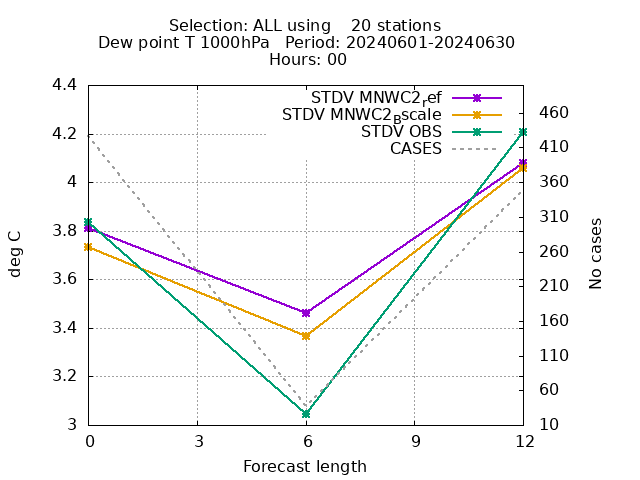 Selection: ALL using 20 stations
Dew point T 1000hPa Period: 20240601-20240630
Hours: 00
STDV MNWC2ref
STDV MNWC2Bscale
STDV OBS
CASES
4.4
4.2
4
3.8
3.6
3.4
3.2
3
deg C
460
410
360
310
260
210
160
110
60
10
No cases
0 3 6 9 12
Forecast length